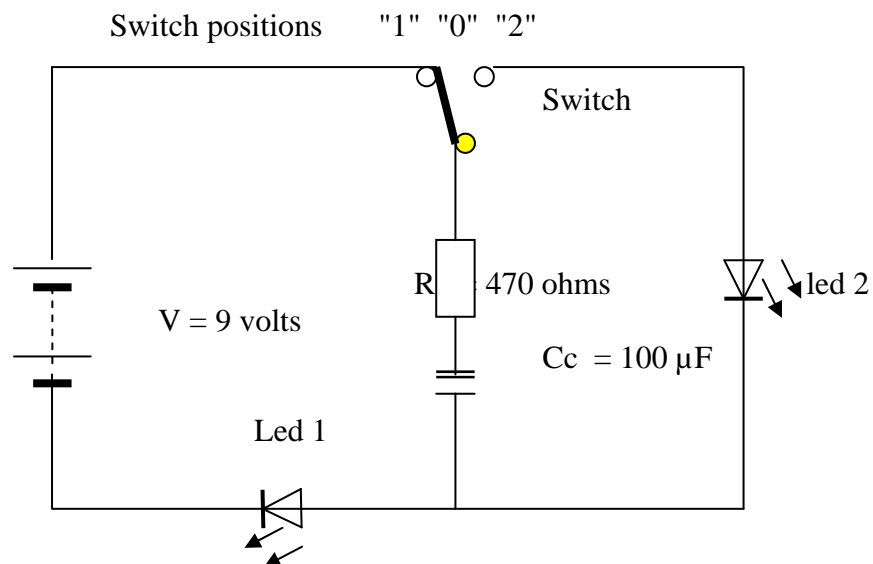 Switch positions "1" "0" "2"
Switch
R 470 ohms
led 2
V = 9 volts
Cc = 100 µF
Led 1